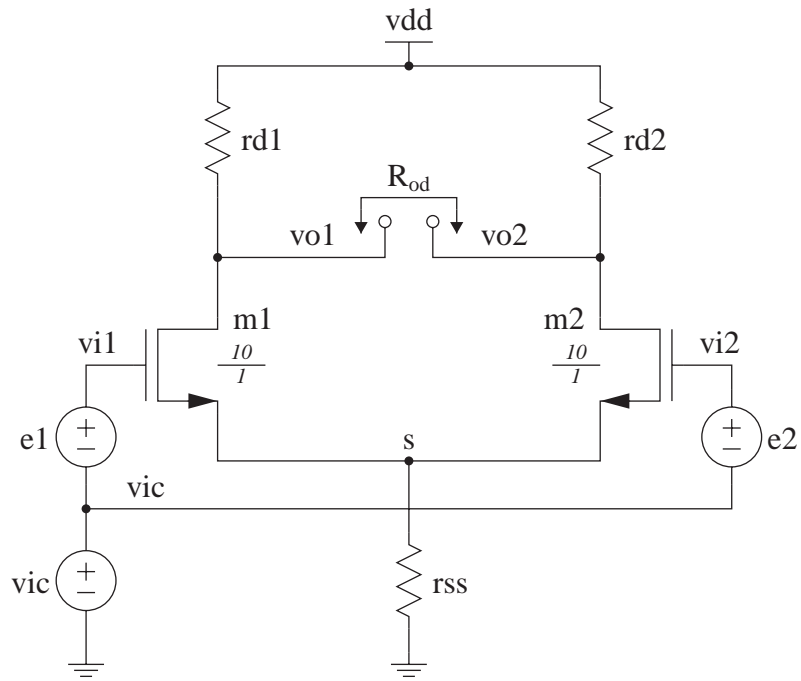 vdd
rd1
rd2
Rod
vo1
vo2
m1
m2
vi1
10
1
10
1
vi2
+
−
e1
+
−
e2
s
vic
+
−
vic
rss